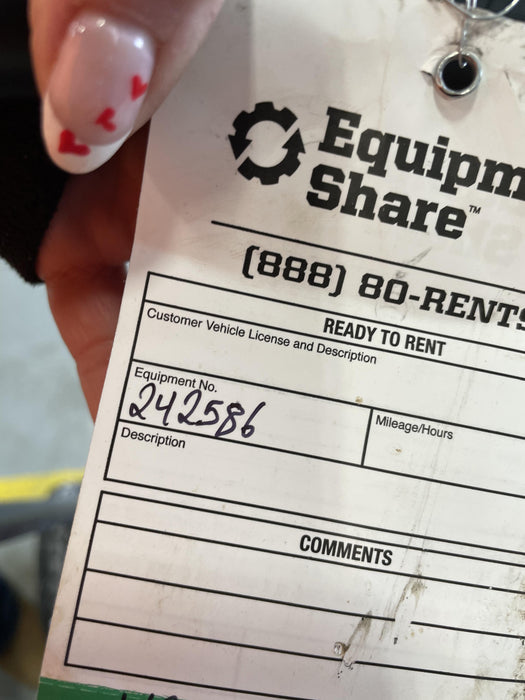 Equipm
Share™
(888) 80-RENTS
READY TO RENT
Customer Vehicle License and Description
Equipment No.
242586
Mileage/Hours
Description
COMMENTS